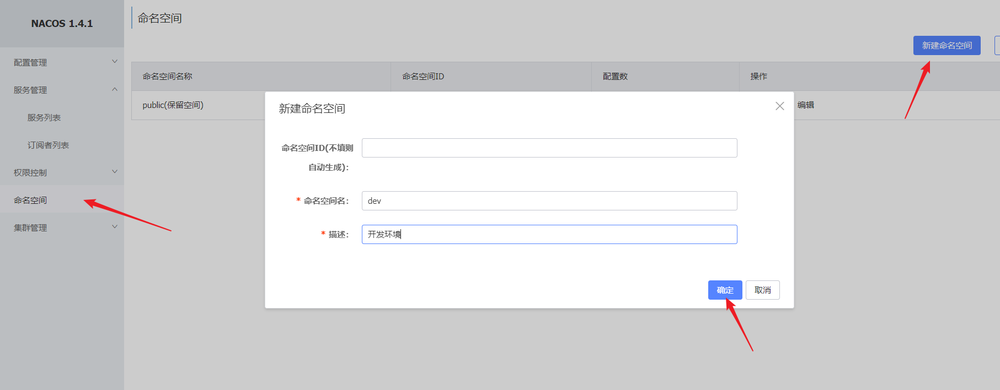 NACOS 1.4.1
配置管理
服务管理
服务列表
订阅者列表
权限控制
命名空间
集群管理
命名空间
新建命名空间
命名空间名称
命名空间ID
配置数
操作
public(保留空间)
编辑
新建命名空间
命名空间ID(不填则
自动生成):
* 命名空间名:
dev
* 描述:
开发环境
确定
取消